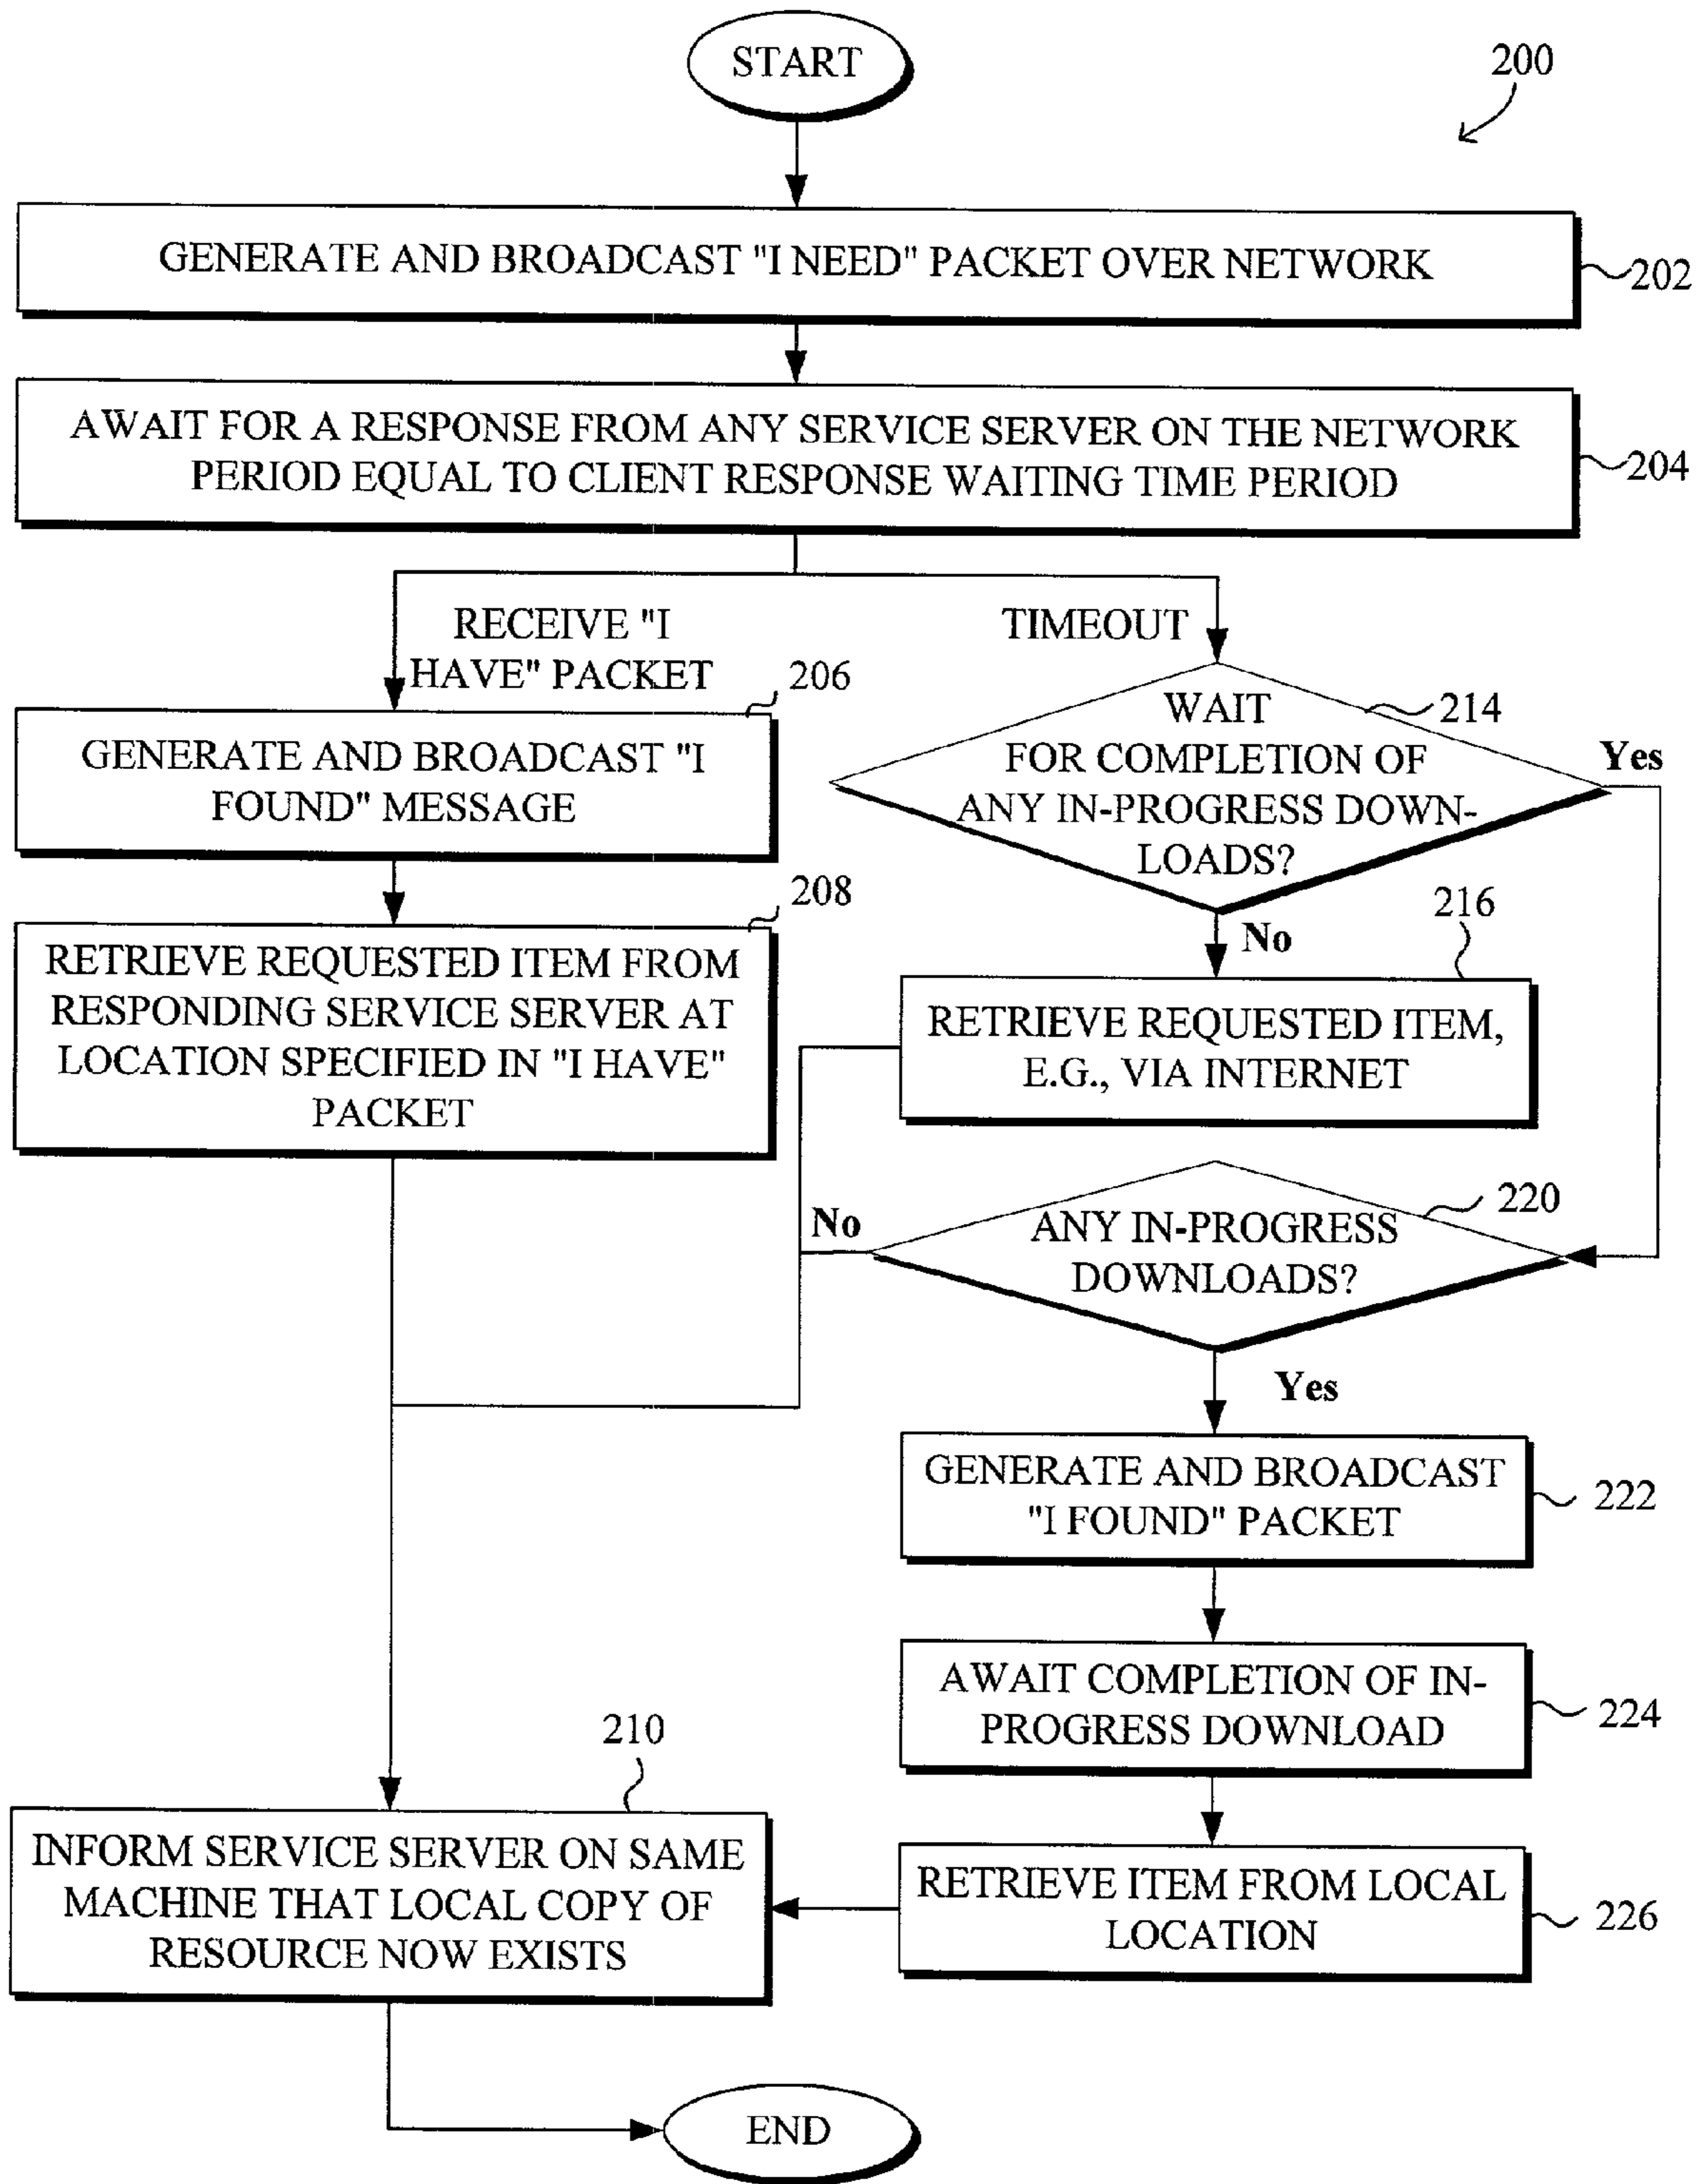 START
200
GENERATE AND BROADCAST "I NEED" PACKET OVER NETWORK
202
AWAIT FOR A RESPONSE FROM ANY SERVICE SERVER ON THE NETWORK
PERIOD EQUAL TO CLIENT RESPONSE WAITING TIME PERIOD
204
RECEIVE "I
HAVE" PACKET
TIMEOUT
206
GENERATE AND BROADCAST "I
FOUND" MESSAGE
WAIT
FOR COMPLETION OF
ANY IN-PROGRESS DOWN-
LOADS?
214
Yes
208
RETRIEVE REQUESTED ITEM FROM
RESPONDING SERVICE SERVER AT
LOCATION SPECIFIED IN "I HAVE"
PACKET
No
216
RETRIEVE REQUESTED ITEM,
E.G., VIA INTERNET
No
ANY IN-PROGRESS
DOWNLOADS?
220
Yes
GENERATE AND BROADCAST
"I FOUND" PACKET
222
AWAIT COMPLETION OF IN-
PROGRESS DOWNLOAD
224
210
INFORM SERVICE SERVER ON SAME
MACHINE THAT LOCAL COPY OF
RESOURCE NOW EXISTS
RETRIEVE ITEM FROM LOCAL
LOCATION
226
END